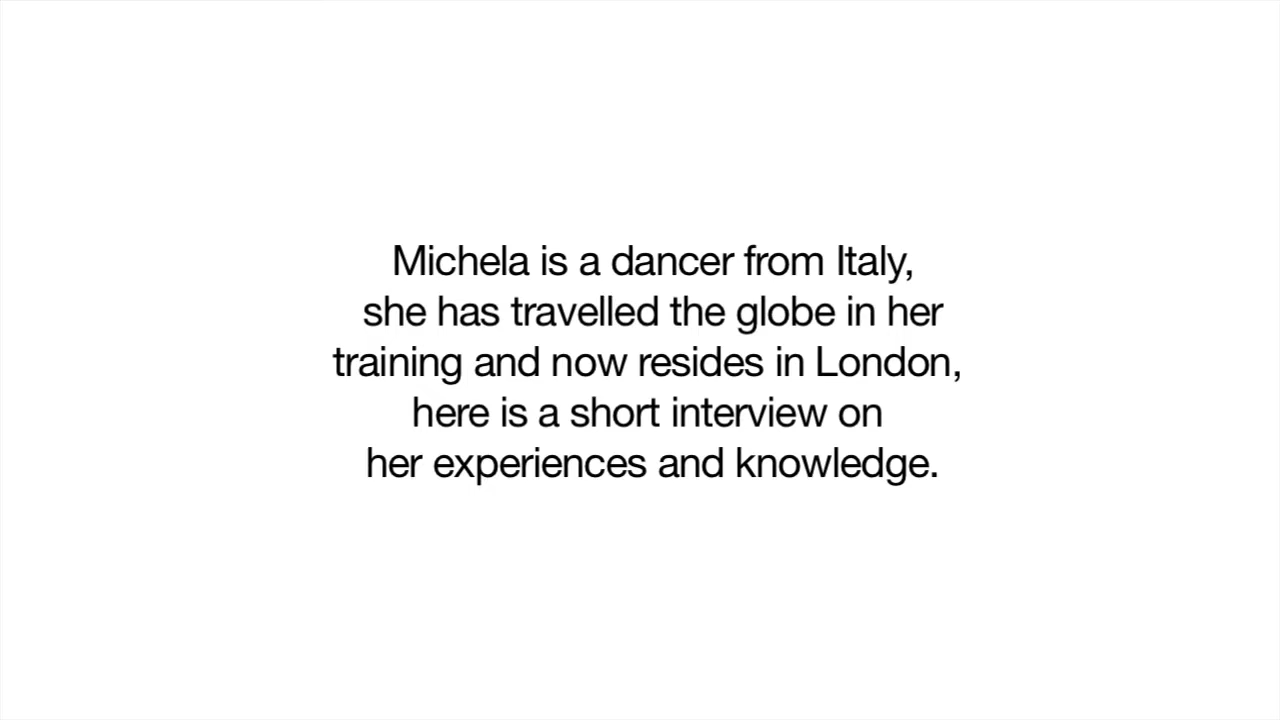 Michela is a dancer from Italy,
she has travelled the globe in her
training and now resides in London,
here is a short interview on
her experiences and knowledge.